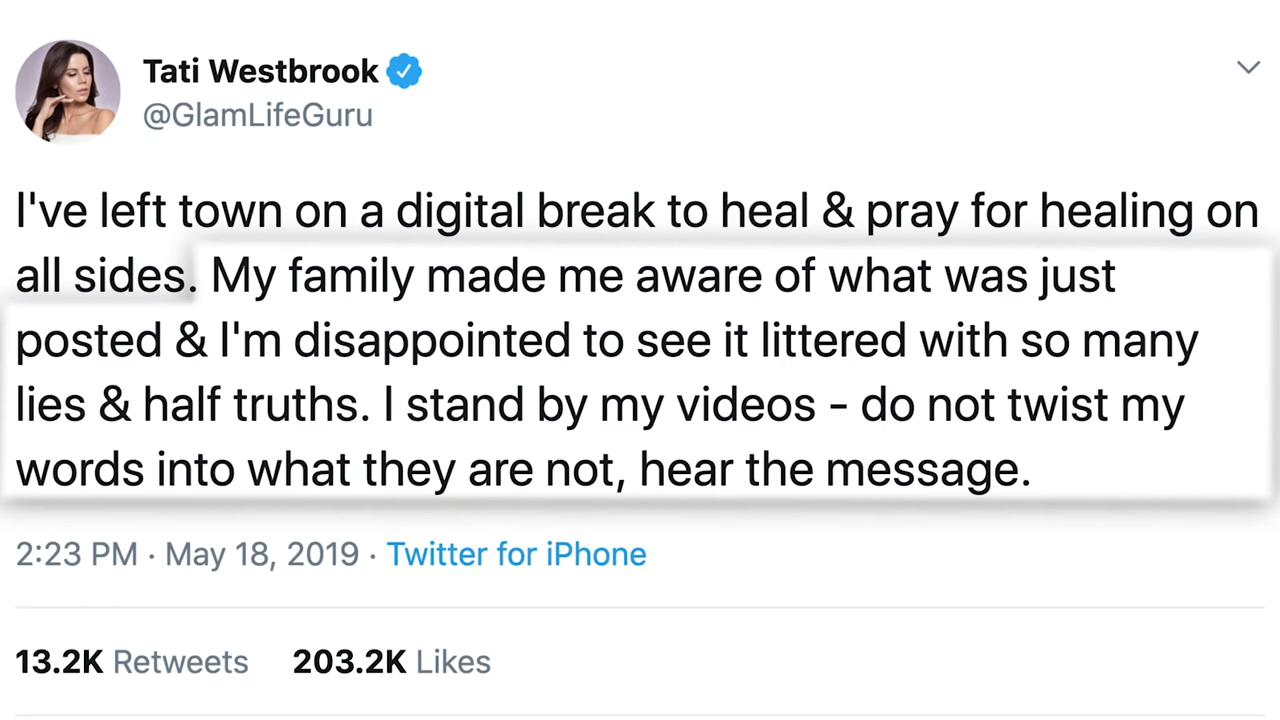 Tati Westbrook
@GlamLifeGuru
I've left town on a digital break to heal & pray for healing on
all sides. My family made me aware of what was just
posted & I'm disappointed to see it littered with so many
lies & half truths. I stand by my videos - do not twist my
words into what they are not, hear the message.
2:23 PM · May 18, 2019 · Twitter for iPhone
13.2K Retweets 203.2K Likes